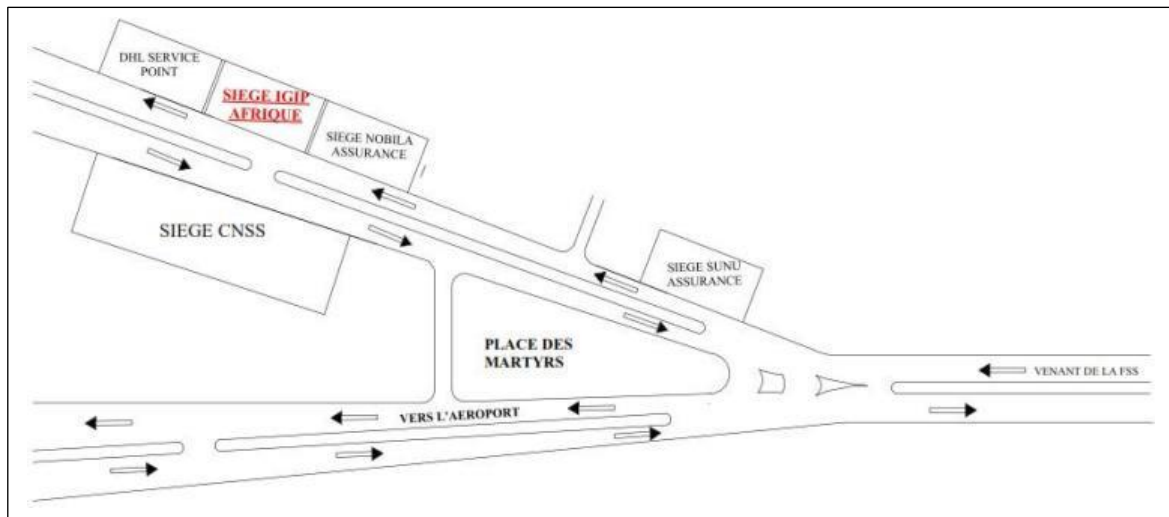 DHL SERVICE
POINT
SIEGE IGIP
AFRIQUE
SIEGE NOBILA
ASSURANCE
SIEGE CNSS
SIEGE SUNU
ASSURANCE
PLACE DES
MARTYRS
VENANT DE LA FSS
VERS L'AEROPORT